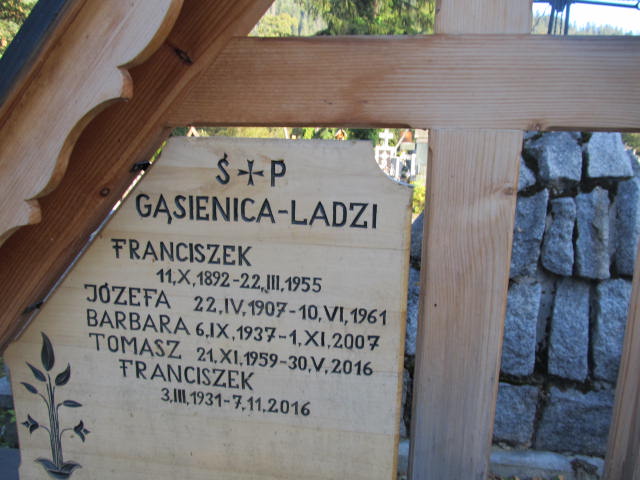 Ś ✠ P
GĄSIENICA-LADZI
FRANCISZEK
11,X,1892-22,III,1955
JÓZEFA 22,IV,1907-10,VI,1961
BARBARA 6,IX,1937-1,XI,2007
TOMASZ 21,XI,1959-30,V,2016
FRANCISZEK
3,III,1931-7,11,2016